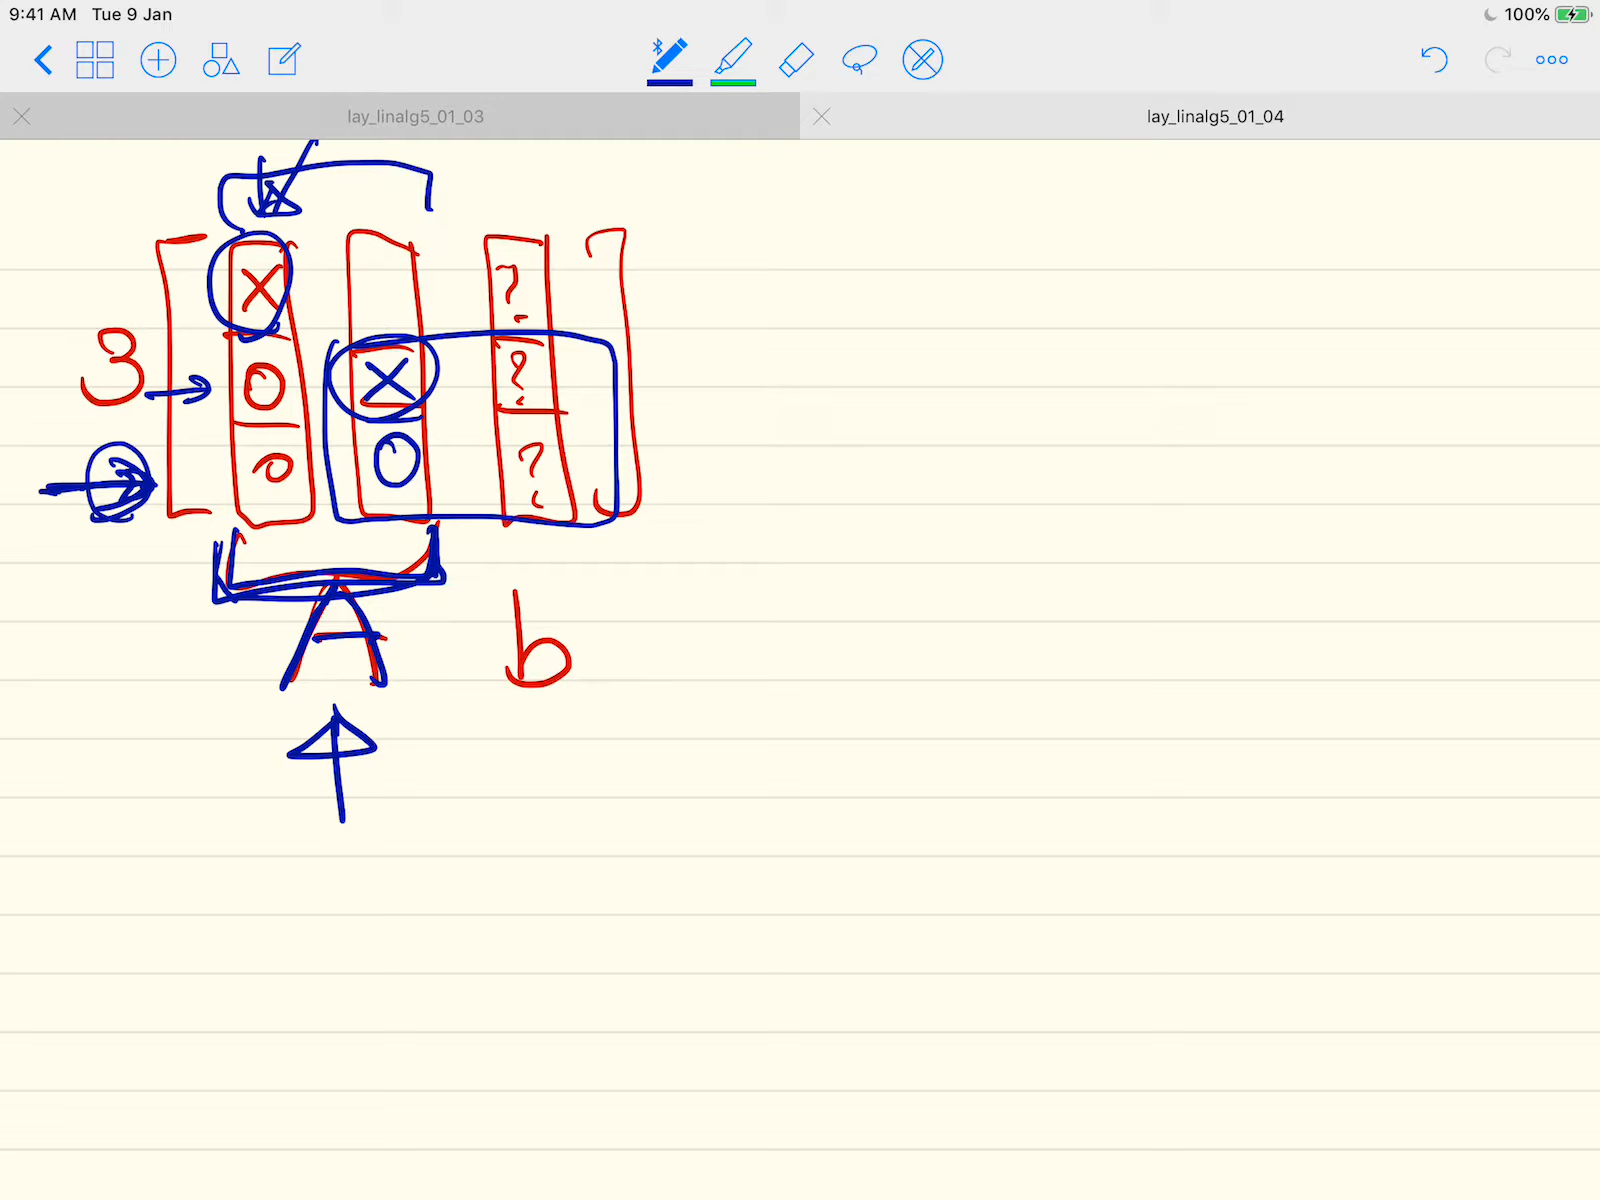 9:41 AM Tue 9 Jan 100%
lay_linalg5_01_03 lay_linalg5_01_04
X ?
3 O X ?
O O ?
A b